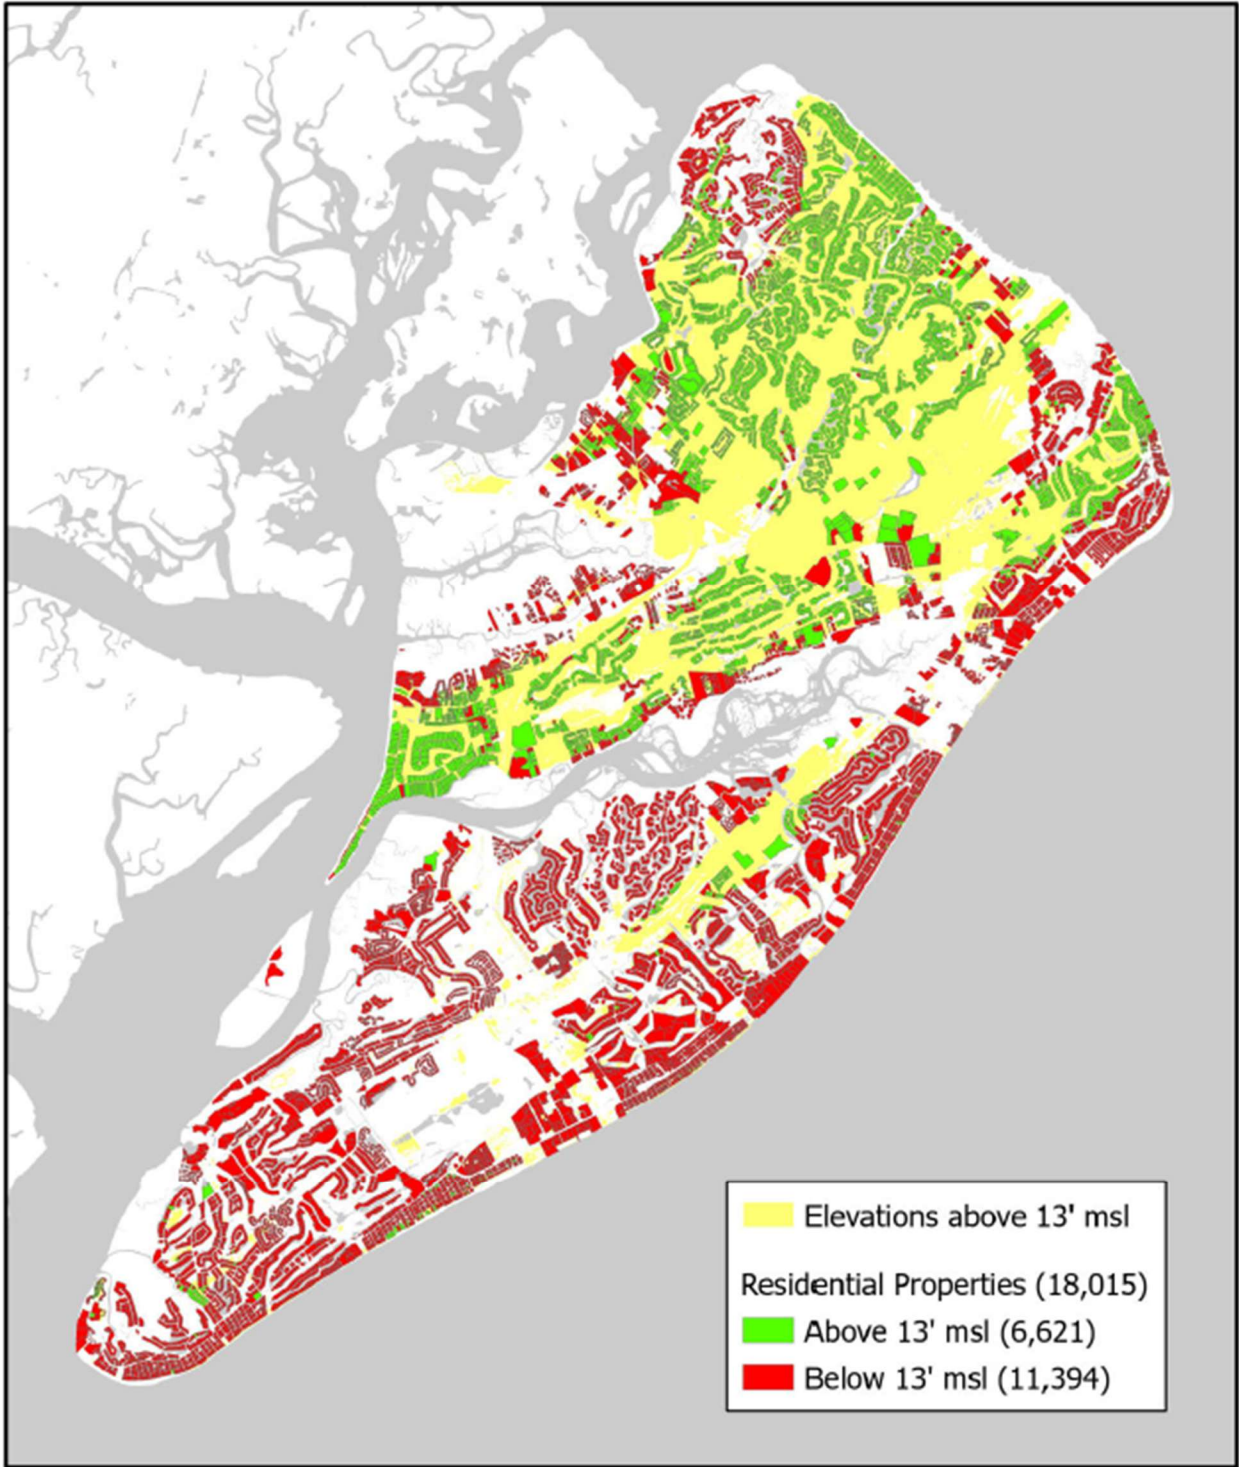 Elevations above 13' msl
Residential Properties (18,015)
Above 13' msl (6,621)
Below 13' msl (11,394)